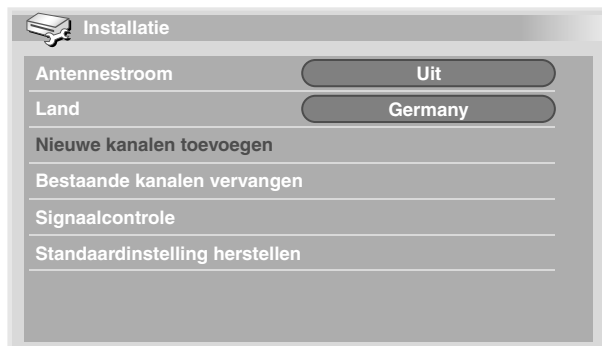 Installatie
Antennestroom Uit
Land Germany
Nieuwe kanalen toevoegen
Bestaande kanalen vervangen
Signaalcontrole
Standaardinstelling herstellen